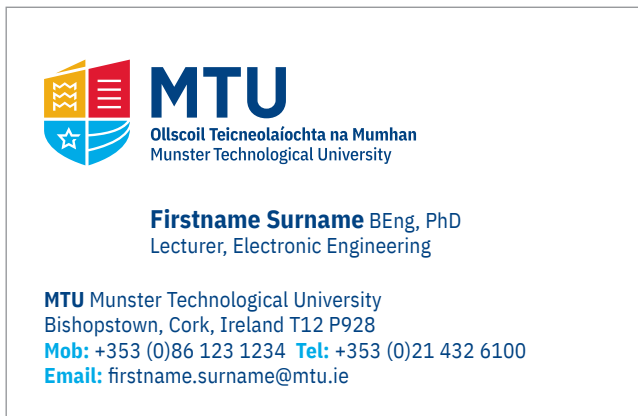 MTU
Ollscoil Teicneolaíochta na Mumhan
Munster Technological University
Firstname Surname BEng, PhD
Lecturer, Electronic Engineering
MTU Munster Technological University
Bishopstown, Cork, Ireland T12 P928
Mob: +353 (0)86 123 1234 Tel: +353 (0)21 432 6100
Email: firstname.surname@mtu.ie